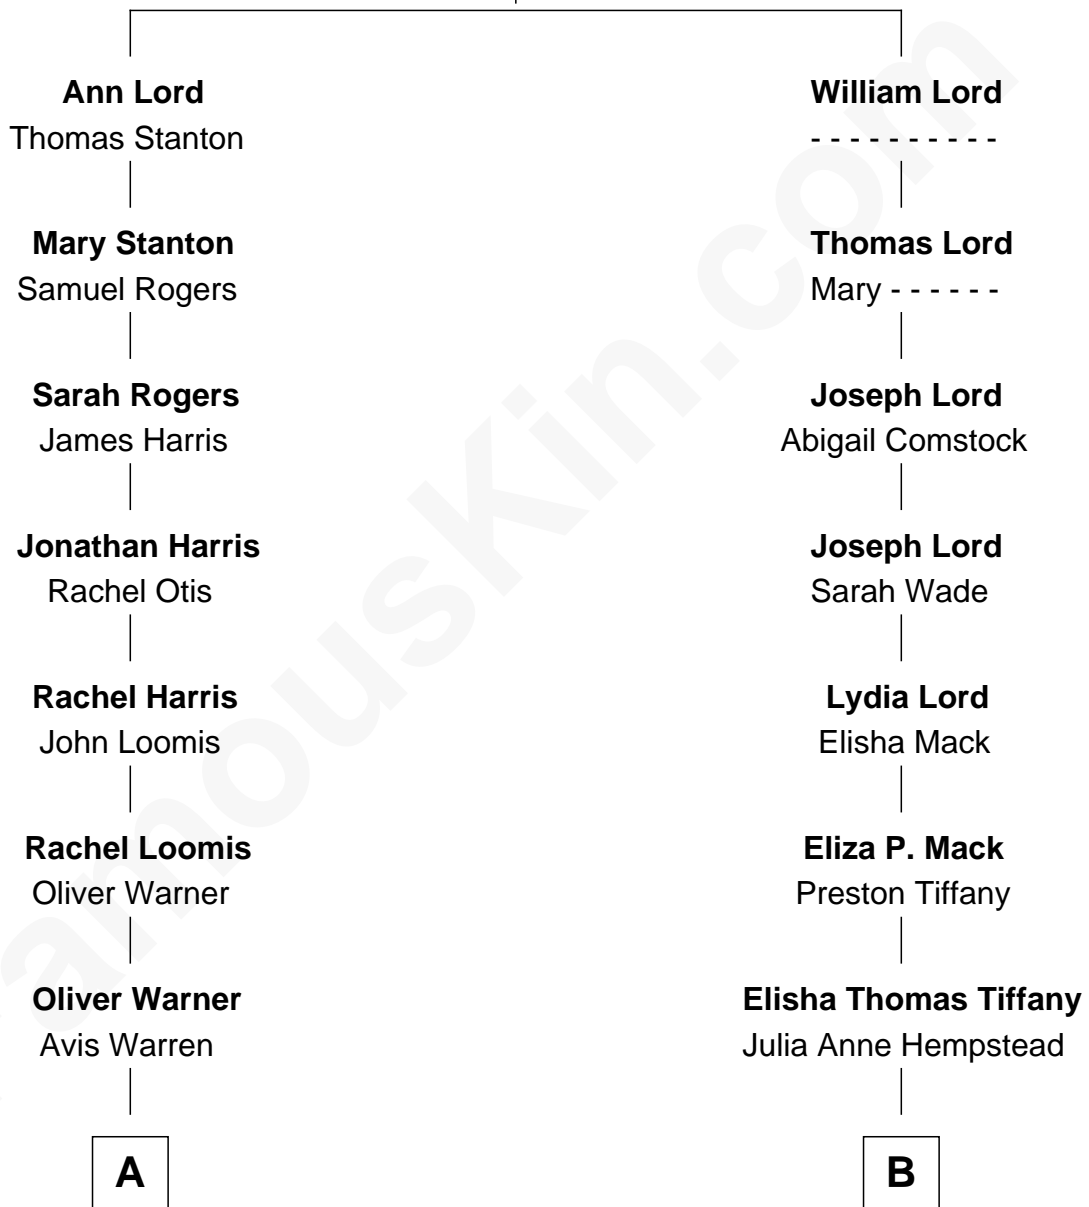 Ann Lord
Thomas Stanton
William Lord
- - - - - - - - - -
Mary Stanton
Samuel Rogers
Thomas Lord
Mary - - - - - -
Sarah Rogers
James Harris
Joseph Lord
Abigail Comstock
Jonathan Harris
Rachel Otis
Joseph Lord
Sarah Wade
Rachel Harris
John Loomis
Lydia Lord
Elisha Mack
Rachel Loomis
Oliver Warner
Eliza P. Mack
Preston Tiffany
Oliver Warner
Avis Warren
Elisha Thomas Tiffany
Julia Anne Hempstead
A
B
amouskin.com